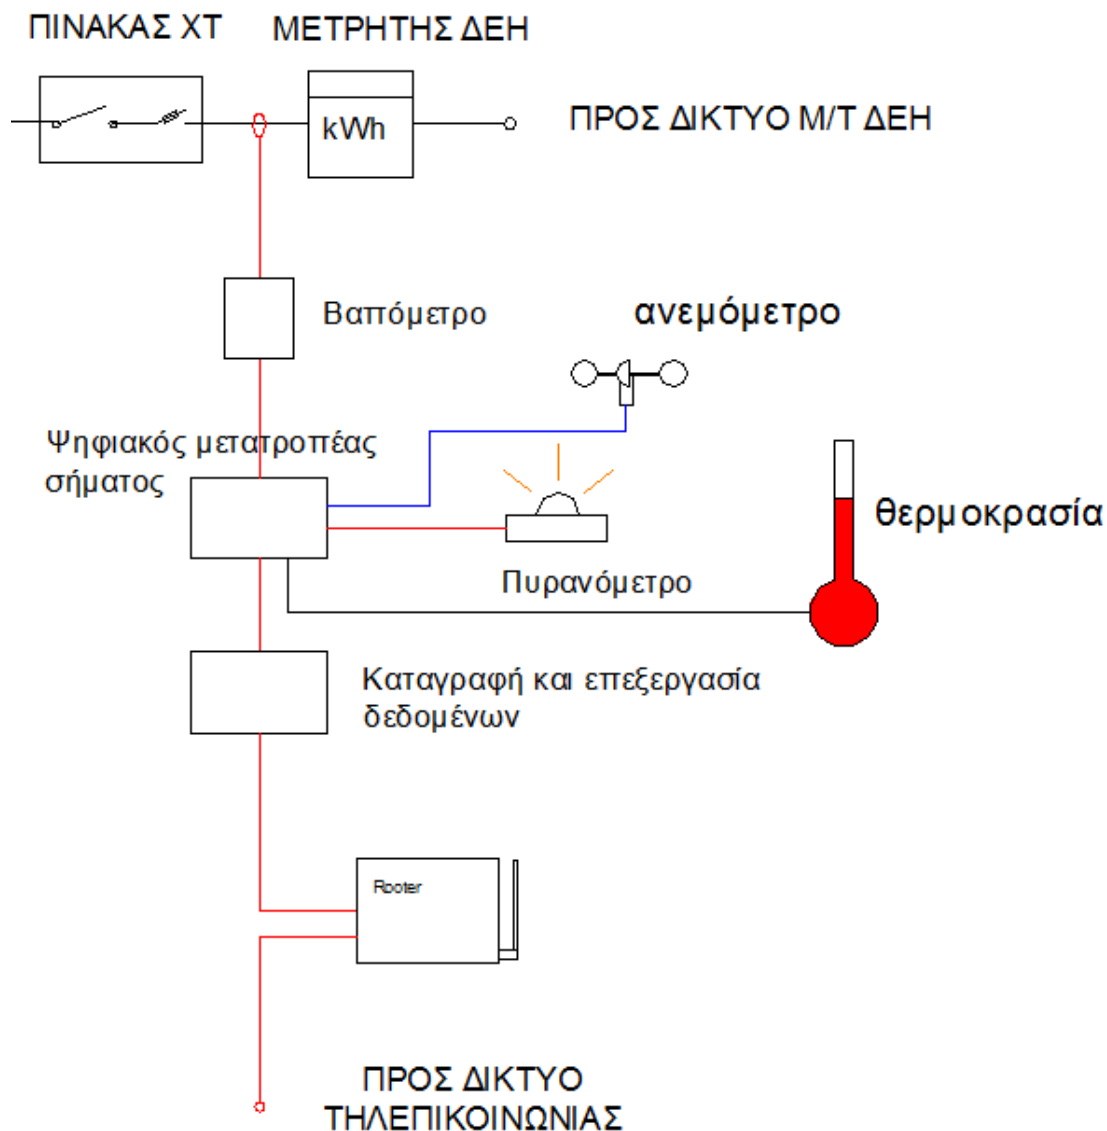 ΠΙΝΑΚΑΣ ΧΤ ΜΕΤΡΗΤΗΣ ΔΕΗ
kWh
ΠΡΟΣ ΔΙΚΤΥΟ Μ/Τ ΔΕΗ
Βαττόμετρο
ανεμόμετρο
Ψηφιακός μετατροπέας
σήματος
θερμοκρασία
Πυρανόμετρο
Καταγραφή και επεξεργασία
δεδομένων
Rooter
ΠΡΟΣ ΔΙΚΤΥΟ
ΤΗΛΕΠΙΚΟΙΝΩΝΙΑΣ